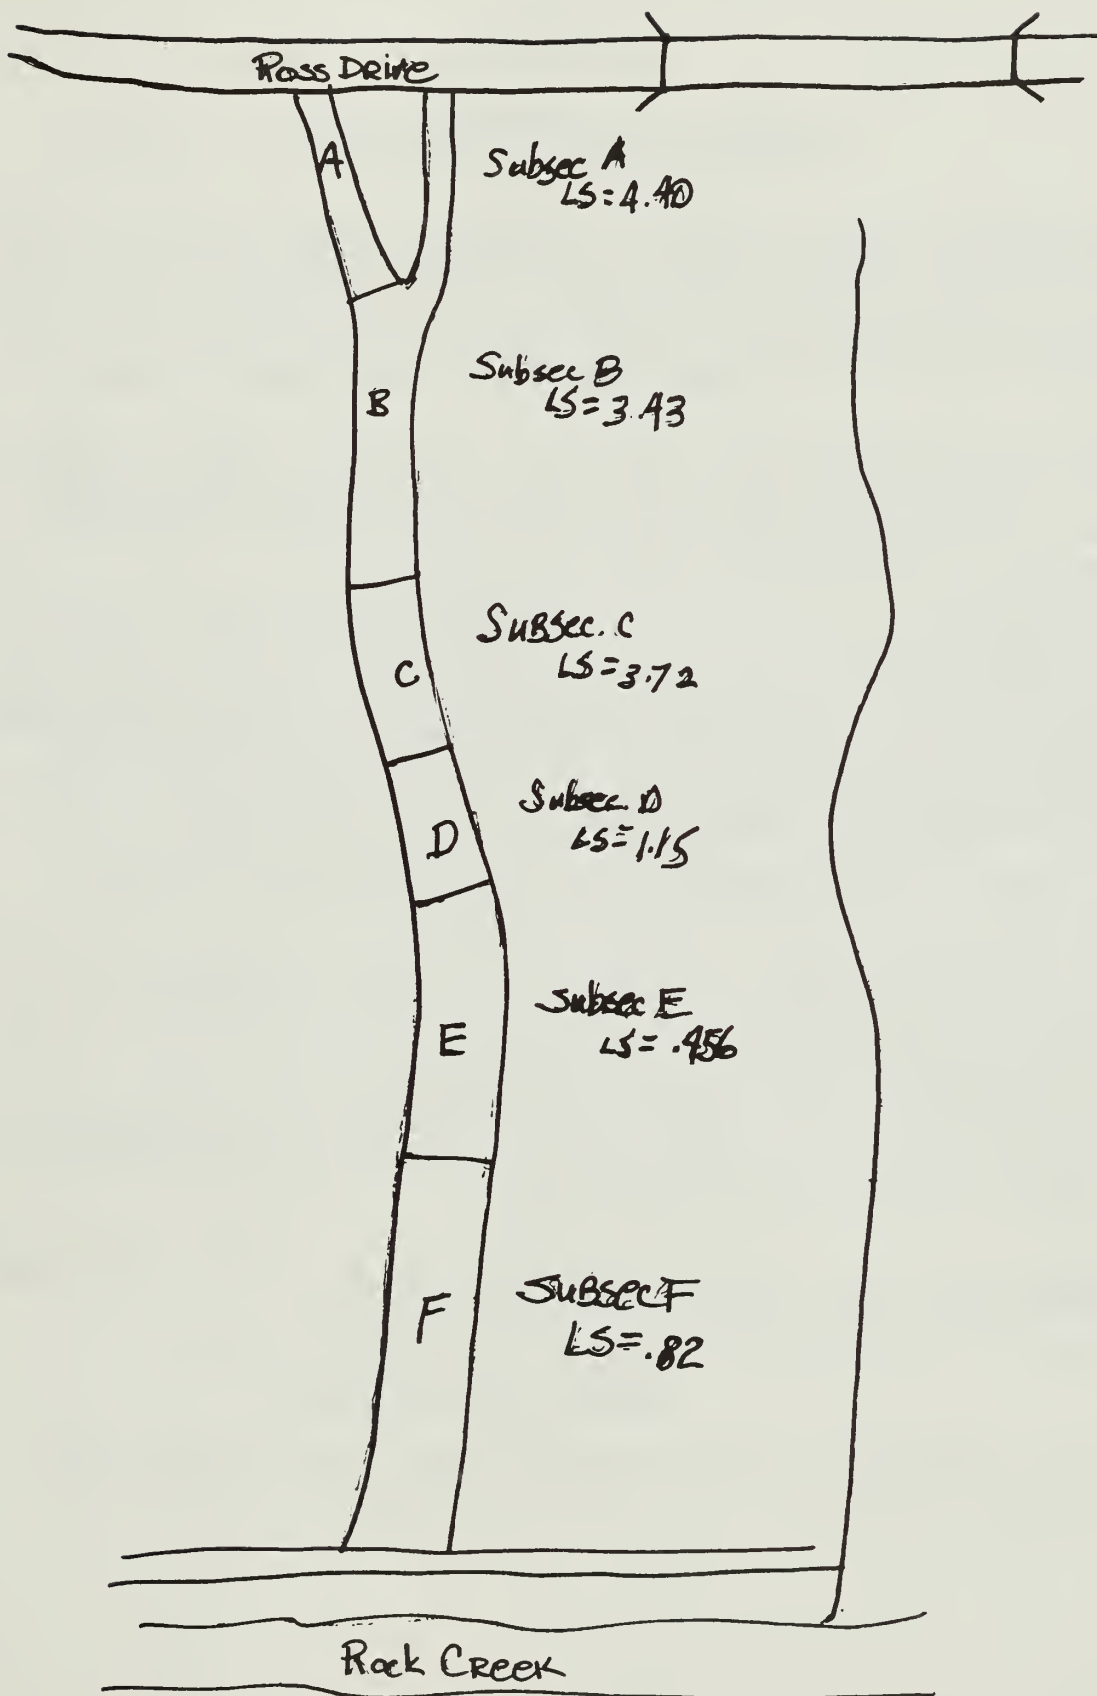 Ross Drive
A
Subsec A
LS=4.40
B
Subsec B
LS=3.43
C
Subsec. C
LS=3.72
D
Subsec. D
LS=1.15
E
Subsec E
LS=.456
F
Subsec F
LS=.82
Rock Creek